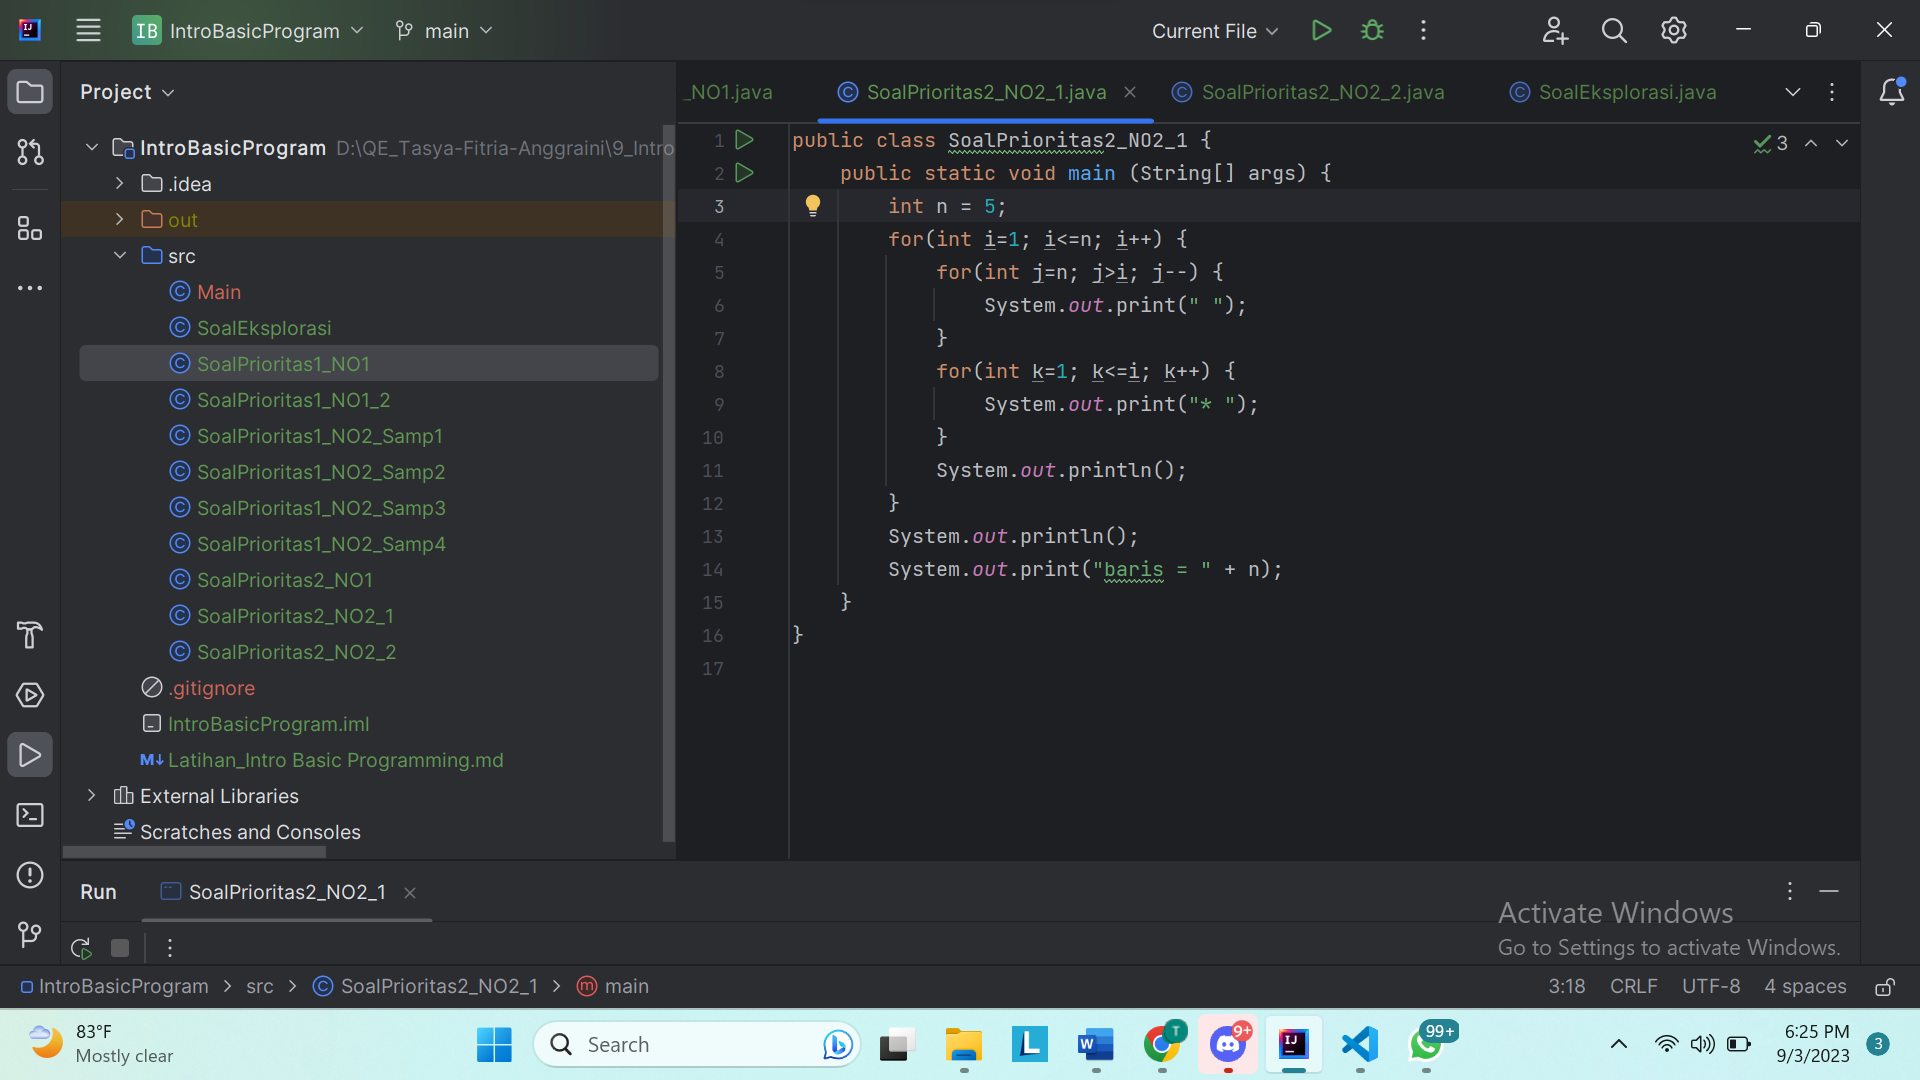 IJ
IB IntroBasicProgram main Current File
Project
_NO1.java SoalPrioritas2_NO2_1.java SoalPrioritas2_NO2_2.java SoalEksplorasi.java
IntroBasicProgram D:\QE_Tasya-Fitria-Anggraini\9_Intro
.idea
out
src
Main
SoalEksplorasi
SoalPrioritas1_NO1
SoalPrioritas1_NO1_2
SoalPrioritas1_NO2_Samp1
SoalPrioritas1_NO2_Samp2
SoalPrioritas1_NO2_Samp3
SoalPrioritas1_NO2_Samp4
SoalPrioritas2_NO1
SoalPrioritas2_NO2_1
SoalPrioritas2_NO2_2
.gitignore
IntroBasicProgram.iml
M↓ Latihan_Intro Basic Programming.md
External Libraries
Scratches and Consoles
1 public class SoalPrioritas2_NO2_1 { 3
2     public static void main (String[] args) {
3         int n = 5;
4         for(int i=1; i<=n; i++) {
5             for(int j=n; j>i; j--) {
6                 System.out.print(" ");
7             }
8             for(int k=1; k<=i; k++) {
9                 System.out.print("* ");
10             }
11             System.out.println();
12         }
13         System.out.println();
14         System.out.print("baris = " + n);
15     }
16 }
17
Run SoalPrioritas2_NO2_1
Activate Windows
Go to Settings to activate Windows.
IntroBasicProgram > src > SoalPrioritas2_NO2_1 > main 3:18 CRLF UTF-8 4 spaces
83°F
Mostly clear
Search
L W T 9+ IJ 99+
6:25 PM
9/3/2023
3